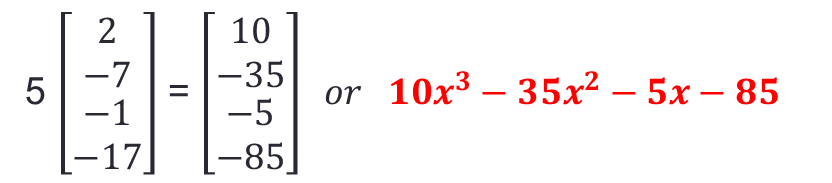 5 [2 −7 −1 −17] = [10 −35 −5 −85] or 10x³ − 35x² − 5x − 85